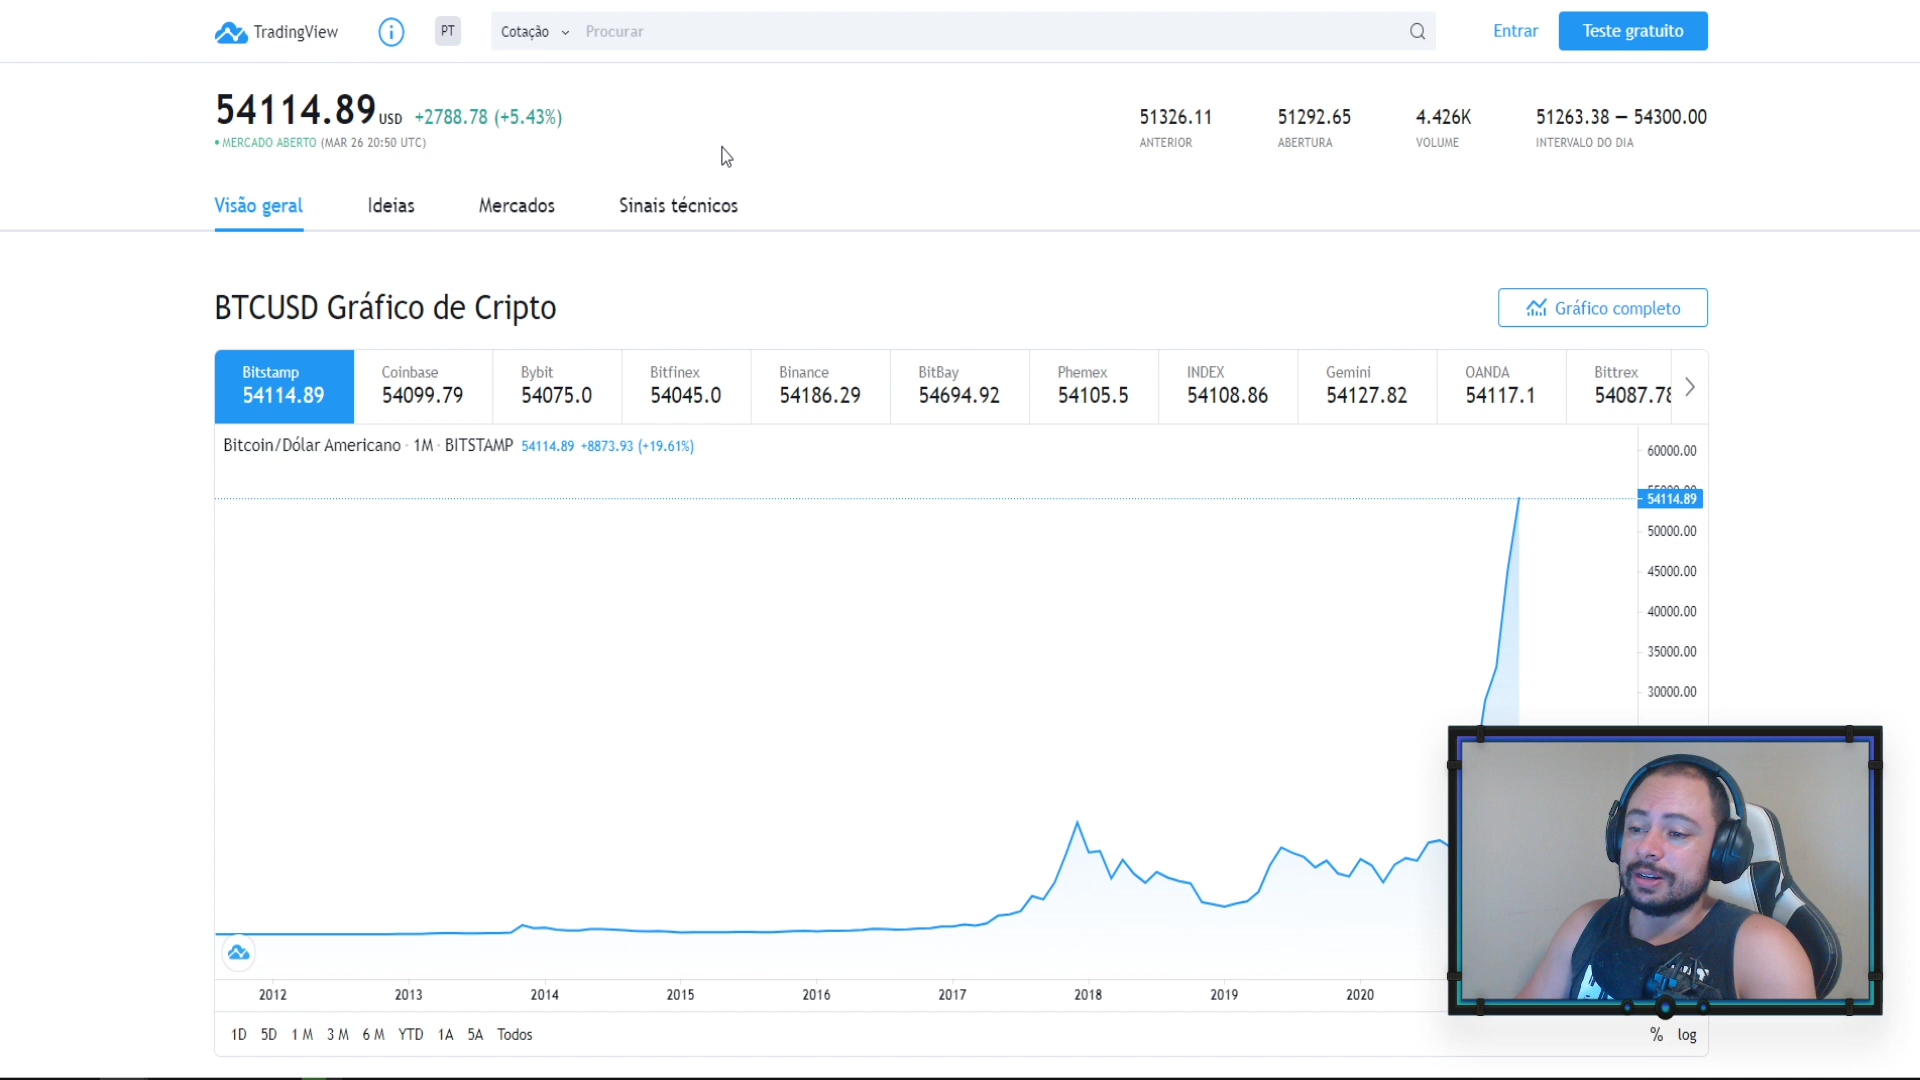 TradingView
PT
Cotação
Procurar
Entrar
Teste gratuito
54114.89 USD +2788.78 (+5.43%)
MERCADO ABERTO (MAR 26 20:50 UTC)
51326.11
ANTERIOR
51292.65
ABERTURA
4.426K
VOLUME
51263.38 — 54300.00
INTERVALO DO DIA
Visão geral
Ideias
Mercados
Sinais técnicos
BTCUSD Gráfico de Cripto
Gráfico completo
Bitstamp
54114.89
Coinbase
54099.79
Bybit
54075.0
Bitfinex
54045.0
Binance
54186.29
BitBay
54694.92
Phemex
54105.5
INDEX
54108.86
Gemini
54127.82
OANDA
54117.1
Bittrex
54087.78
Bitcoin/Dólar Americano · 1M · BITSTAMP 54114.89 +8873.93 (+19.61%)
60000.00
54114.89
50000.00
45000.00
40000.00
35000.00
30000.00
2012 2013 2014 2015 2016 2017 2018 2019 2020
1D 5D 1M 3M 6M YTD 1A 5A Todos
% log